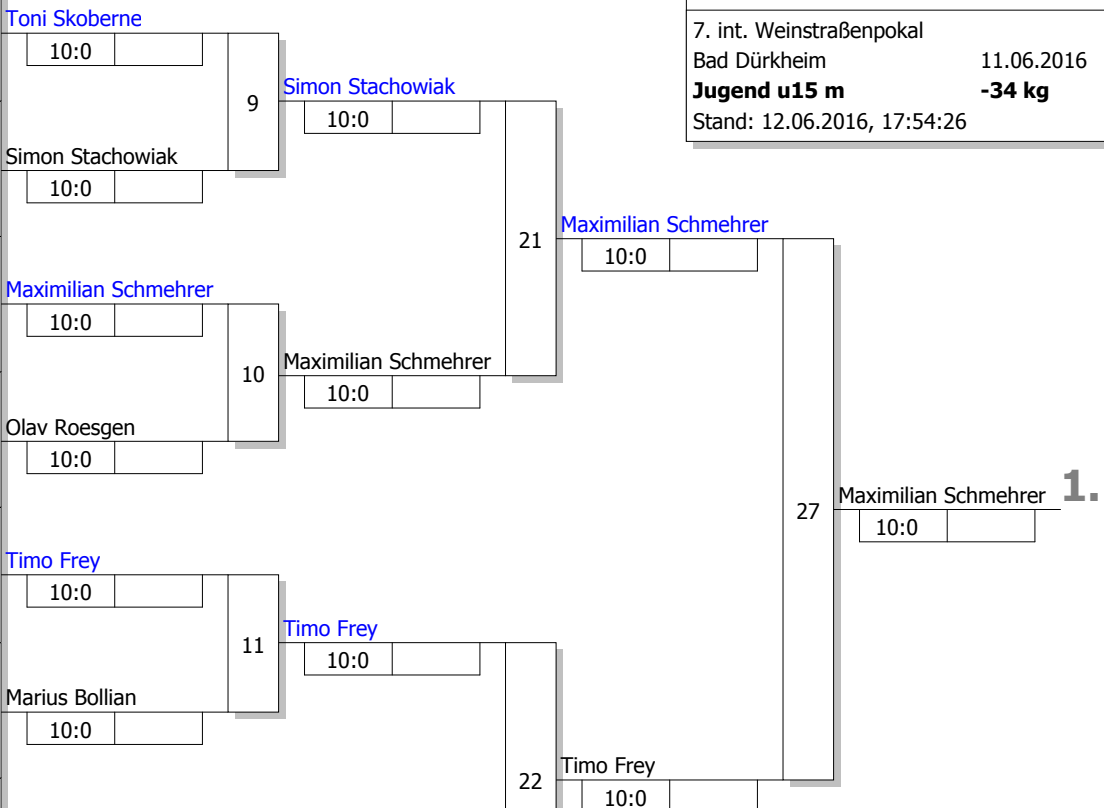 Toni Skoberne
10:0
9
Simon Stachowiak
10:0
Simon Stachowiak
10:0
7. int. Weinstraßenpokal
Bad Dürkheim 11.06.2016
Jugend u15 m -34 kg
Stand: 12.06.2016, 17:54:26
21
Maximilian Schmehrer
10:0
Maximilian Schmehrer
10:0
10
Maximilian Schmehrer
10:0
Olav Roesgen
10:0
27
Maximilian Schmehrer 1.
10:0
Timo Frey
10:0
11
Timo Frey
10:0
Marius Bollian
10:0
22
Timo Frey
10:0